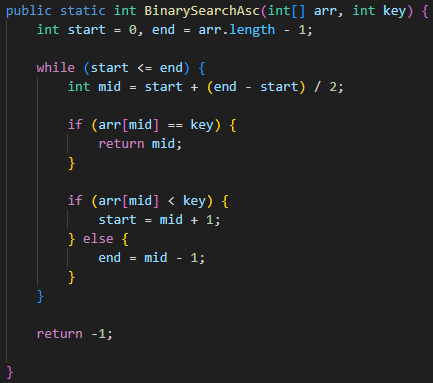 public static int BinarySearchAsc(int[] arr, int key) {
int start = 0, end = arr.length - 1;
while (start <= end) {
int mid = start + (end - start) / 2;
if (arr[mid] == key) {
return mid;
}
if (arr[mid] < key) {
start = mid + 1;
} else {
end = mid - 1;
}
}
return -1;
}